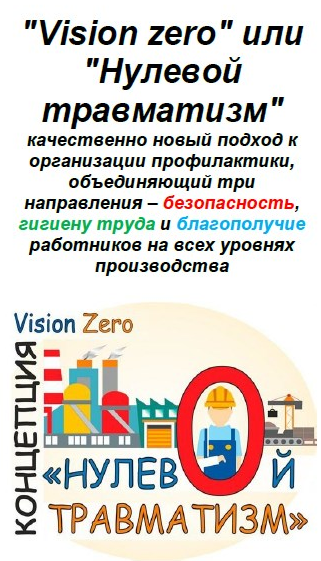 "Vision zero" или
"Нулевой
травматизм"
качественно новый подход к
организации профилактики,
объединяющий три
направления – безопасность,
гигиену труда и благополучие
работников на всех уровнях
производства
Vision Zero
КОНЦЕПЦИЯ
«НУЛЕВОЙ
ТРАВМАТИЗМ»